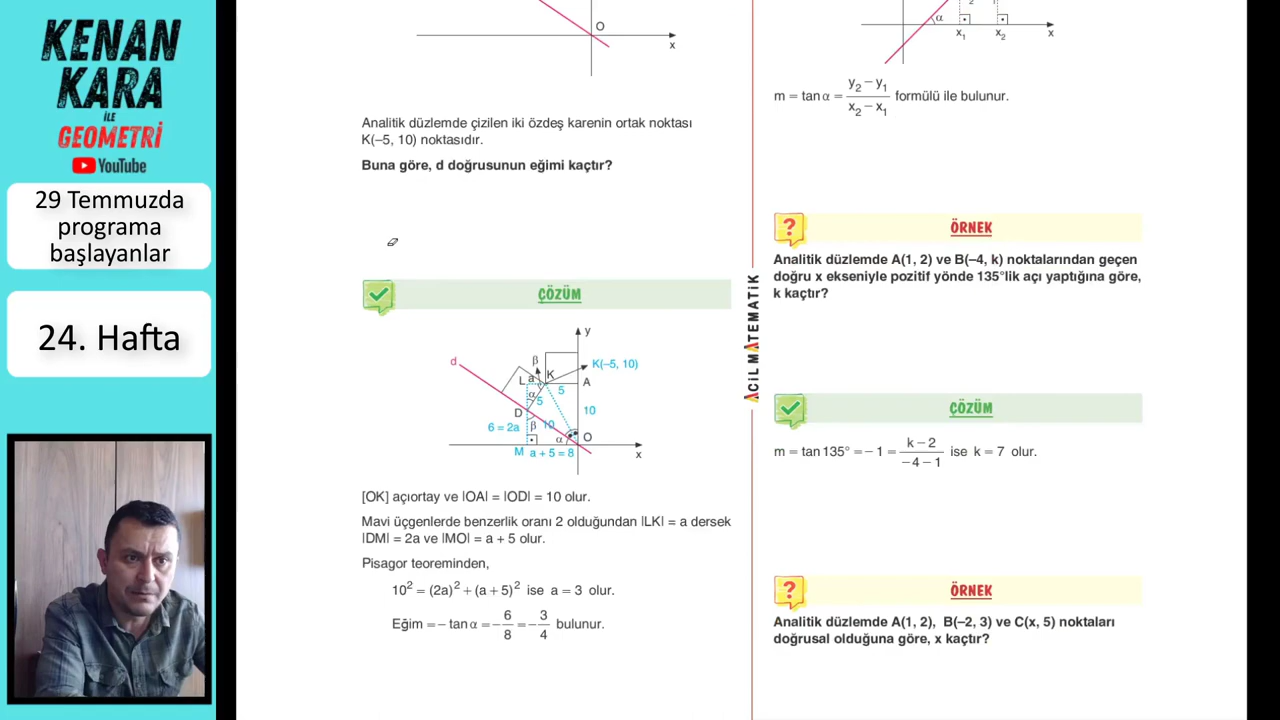 KENAN
KARA
İLE
GEOMETRİ
YouTube
29 Temmuzda
programa
başlayanlar
24. Hafta
O
x
Analitik düzlemde çizilen iki özdeş karenin ortak noktası
K(–5, 10) noktasıdır.
Buna göre, d doğrusunun eğimi kaçtır?
ÇÖZÜM
y
d
β
K(–5, 10)
L a K
A
5
α
5
10
D
6 = 2a
β
10
O
α
M a + 5 = 8
x
[OK] açıortay ve |OA| = |OD| = 10 olur.
Mavi üçgenlerde benzerlik oranı 2 olduğundan |LK| = a dersek
|DM| = 2a ve |MO| = a + 5 olur.
Pisagor teoreminden,
10² = (2a)² + (a + 5)² ise a = 3 olur.
Eğim = – tan α = – 6/8 = – 3/4 bulunur.
ACİL MATEMATİK
α
x₁ x₂
x
m = tan α = (y₂ – y₁)/(x₂ – x₁) formülü ile bulunur.
?
ÖRNEK
Analitik düzlemde A(1, 2) ve B(–4, k) noktalarından geçen
doğru x ekseniyle pozitif yönde 135°lik açı yaptığına göre,
k kaçtır?
ÇÖZÜM
m = tan 135° = – 1 = (k – 2)/(– 4 – 1) ise k = 7 olur.
?
ÖRNEK
Analitik düzlemde A(1, 2), B(–2, 3) ve C(x, 5) noktaları
doğrusal olduğuna göre, x kaçtır?